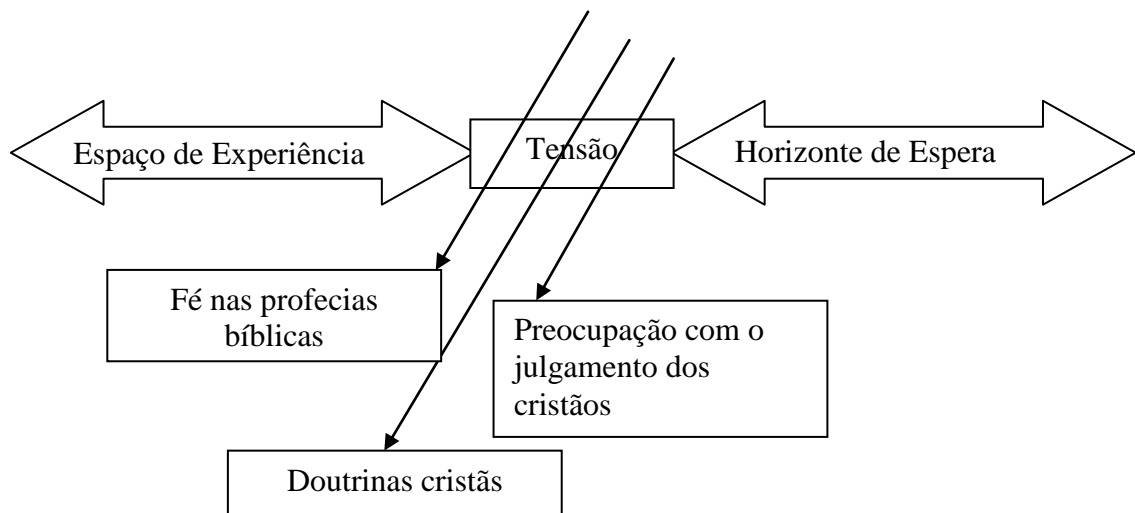 Espaço de Experiência
Tensão
Horizonte de Espera
Fé nas profecias
bíblicas
Preocupação com o
julgamento dos
cristãos
Doutrinas cristãs